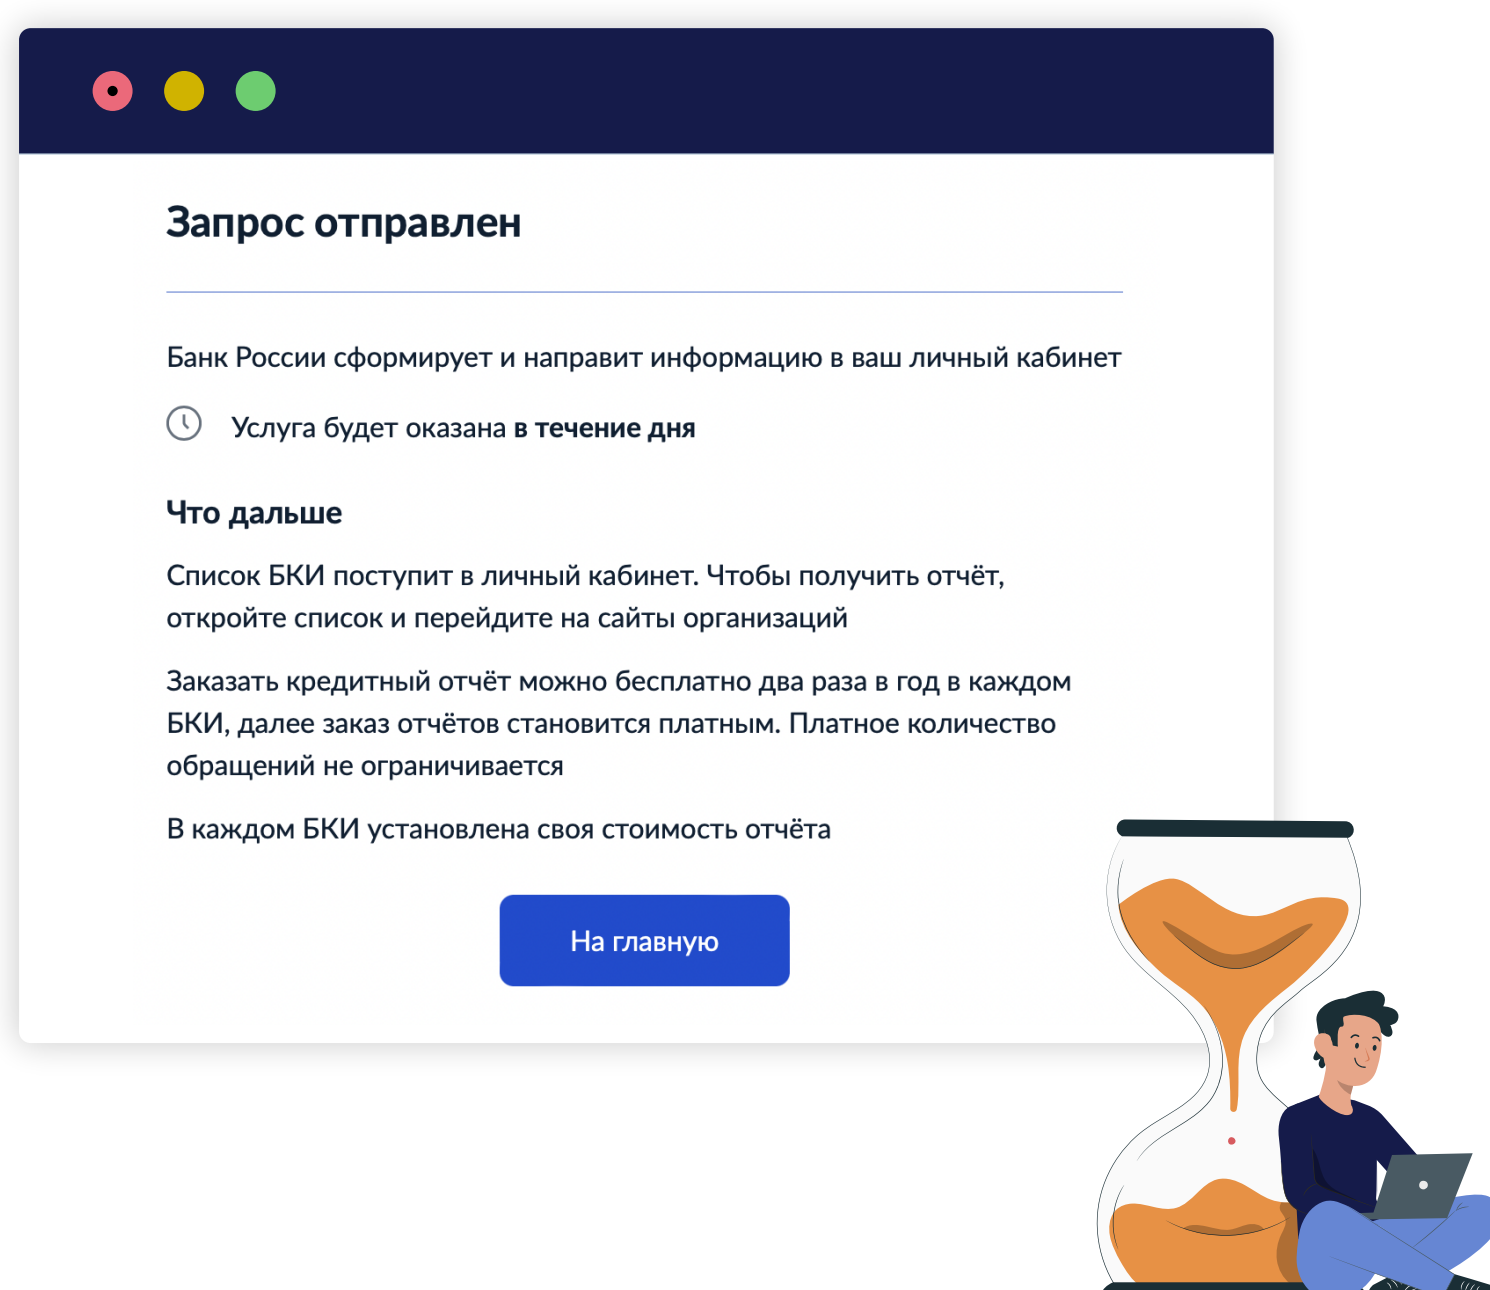 Запрос отправлен
Банк России сформирует и направит информацию в ваш личный кабинет
Услуга будет оказана в течение дня
Что дальше
Список БКИ поступит в личный кабинет. Чтобы получить отчёт,
откройте список и перейдите на сайты организаций
Заказать кредитный отчёт можно бесплатно два раза в год в каждом
БКИ, далее заказ отчётов становится платным. Платное количество
обращений не ограничивается
В каждом БКИ установлена своя стоимость отчёта
На главную